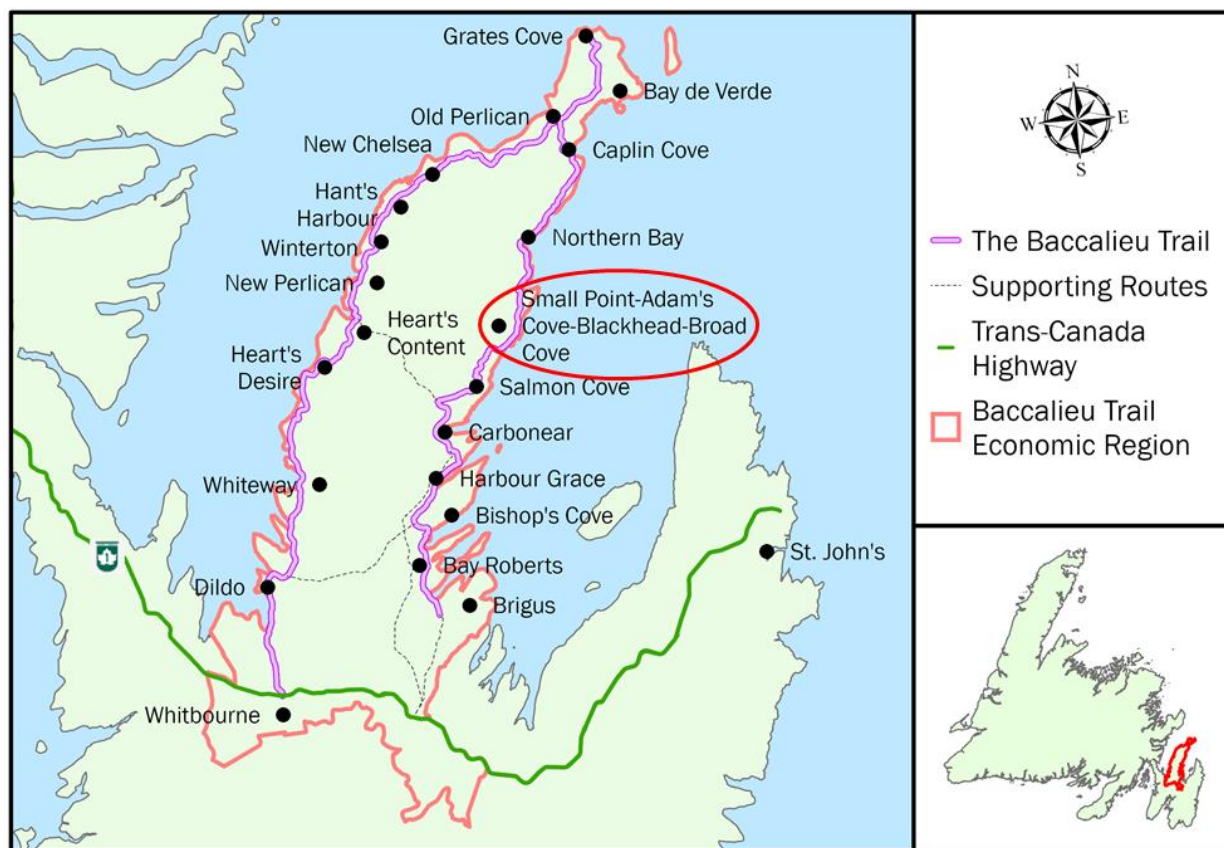 Grates Cove
Bay de Verde
Old Perlican
New Chelsea
Caplin Cove
Hant's
Harbour
Winterton
Northern Bay
New Perlican
Small Point-Adam's
Cove-Blackhead-Broad
Cove
Heart's
Content
Heart's
Desire
Salmon Cove
Carbonear
Harbour Grace
Whiteway
Bishop's Cove
1
St. John's
Bay Roberts
Dildo
Brigus
Whitbourne
N
W
E
S
The Baccalieu Trail
Supporting Routes
Trans-Canada
Highway
Baccalieu Trail
Economic Region